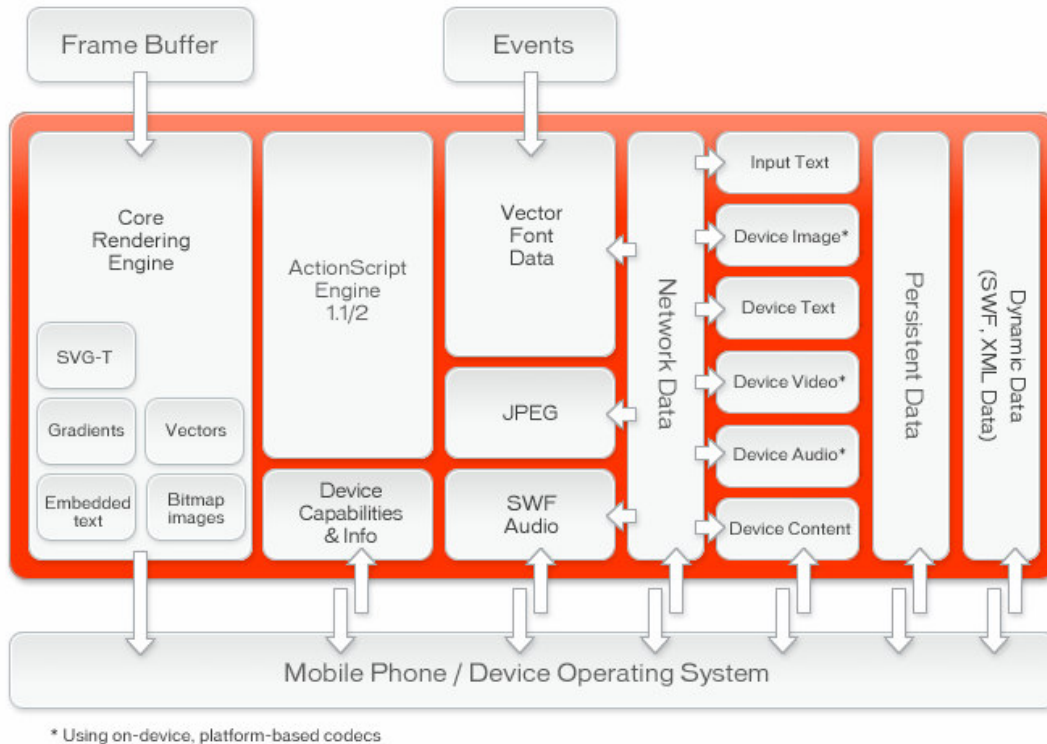 Frame Buffer
Events
Core
Rendering
Engine
SVG-T
Gradients
Vectors
Embedded
text
Bitmap
images
ActionScript
Engine
1.1/2
Device
Capabilities
& Info
Vector
Font
Data
JPEG
SWF
Audio
Network Data
Input Text
Device Image*
Device Text
Device Video*
Device Audio*
Device Content
Persistent Data
Dynamic Data
(SWF, XML Data)
Mobile Phone / Device Operating System
* Using on-device, platform-based codecs